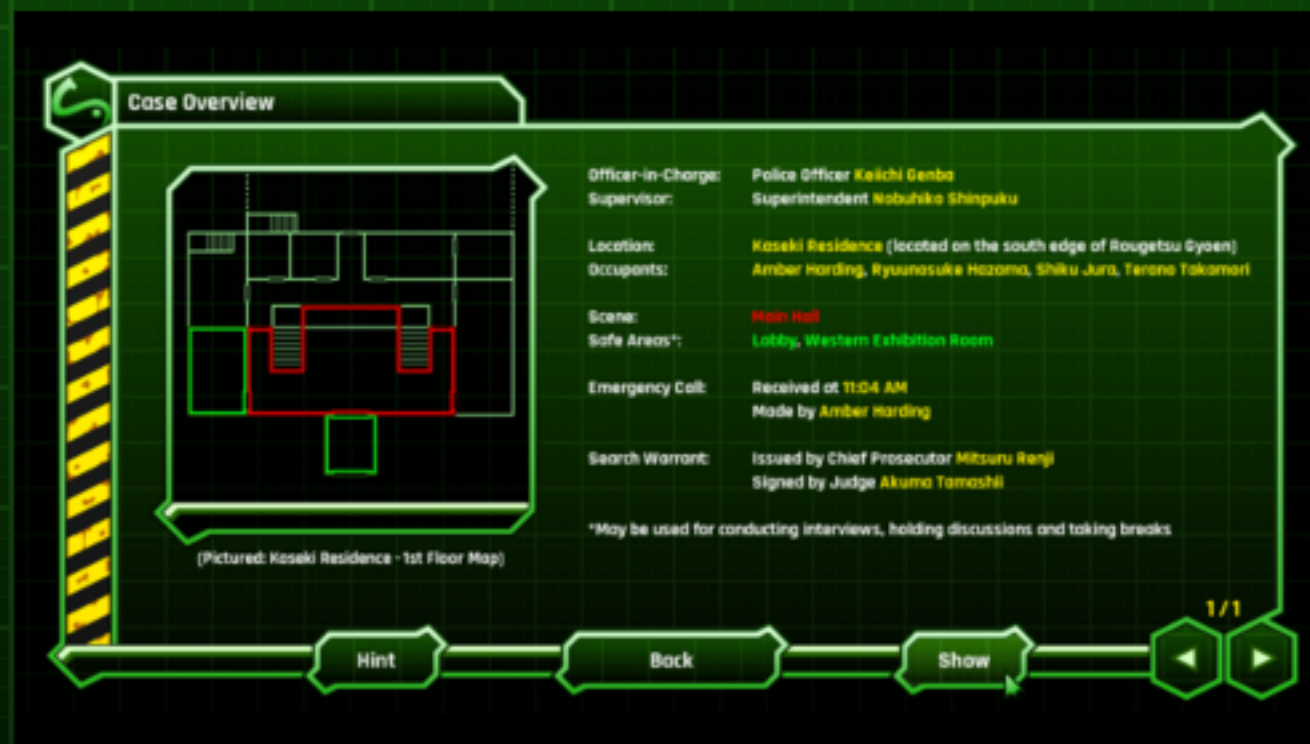 Case Overview
Officer-in-Charge: Police Officer Keiichi Genba
Supervisor: Superintendent Nobuhiko Shinpuku
Location: Kaseki Residence (located on the south edge of Rougetsu Gyoen)
Occupants: Amber Harding, Ryuunosuke Hazama, Shiku Jura, Terano Takamori
Scene: Main Hall
Safe Areas*: Lobby, Western Exhibition Room
Emergency Call: Received at 11:04 AM
Made by Amber Harding
Search Warrant: Issued by Chief Prosecutor Mitsuru Renji
Signed by Judge Akuma Tamashii
*May be used for conducting interviews, holding discussions and taking breaks
(Pictured: Kaseki Residence - 1st Floor Map)
1/1
Hint
Back
Show